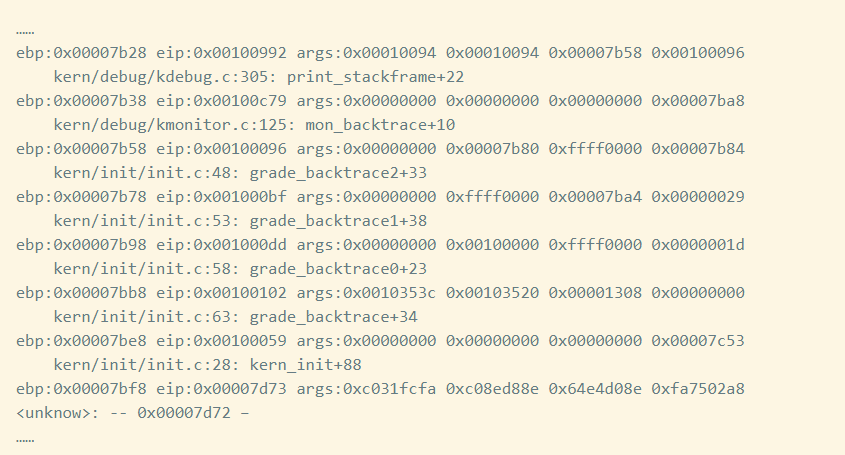 ……
ebp:0x00007b28 eip:0x00100992 args:0x00010094 0x00010094 0x00007b58 0x00100096
    kern/debug/kdebug.c:305: print_stackframe+22
ebp:0x00007b38 eip:0x00100c79 args:0x00000000 0x00000000 0x00000000 0x00007ba8
    kern/debug/kmonitor.c:125: mon_backtrace+10
ebp:0x00007b58 eip:0x00100096 args:0x00000000 0x00007b80 0xffff0000 0x00007b84
    kern/init/init.c:48: grade_backtrace2+33
ebp:0x00007b78 eip:0x001000bf args:0x00000000 0xffff0000 0x00007ba4 0x00000029
    kern/init/init.c:53: grade_backtrace1+38
ebp:0x00007b98 eip:0x001000dd args:0x00000000 0x00100000 0xffff0000 0x0000001d
    kern/init/init.c:58: grade_backtrace0+23
ebp:0x00007bb8 eip:0x00100102 args:0x0010353c 0x00103520 0x00001308 0x00000000
    kern/init/init.c:63: grade_backtrace+34
ebp:0x00007be8 eip:0x00100059 args:0x00000000 0x00000000 0x00000000 0x00007c53
    kern/init/init.c:28: kern_init+88
ebp:0x00007bf8 eip:0x00007d73 args:0xc031fcfa 0xc08ed88e 0x64e4d08e 0xfa7502a8
<unknow>: -- 0x00007d72 –
……